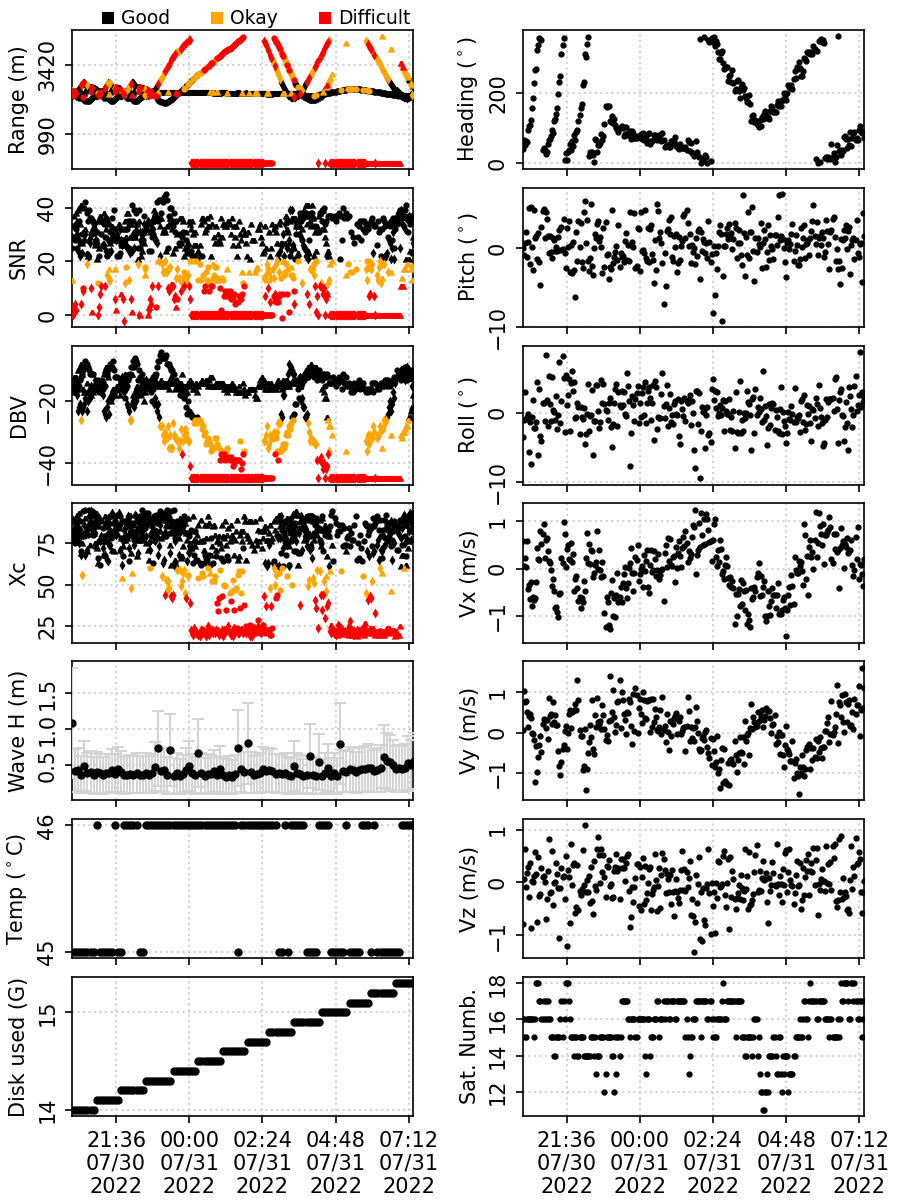 Good Okay Difficult
Range (m)
3420
990
Heading (°)
200
0
SNR
40
20
0
Pitch (°)
0
−10
DBV
−20
−40
Roll (°)
0
−10
Xc
75
50
25
Vx (m/s)
1
0
−1
Wave H (m)
1.5
1.0
0.5
Vy (m/s)
1
0
−1
Temp (°C)
46
45
Vz (m/s)
1
0
−1
Disk used (G)
15
14
Sat. Numb.
18
16
14
12
21:36 00:00 02:24 04:48 07:12
07/30 07/31 07/31 07/31 07/31
2022 2022 2022 2022 2022
21:36 00:00 02:24 04:48 07:12
07/30 07/31 07/31 07/31 07/31
2022 2022 2022 2022 2022